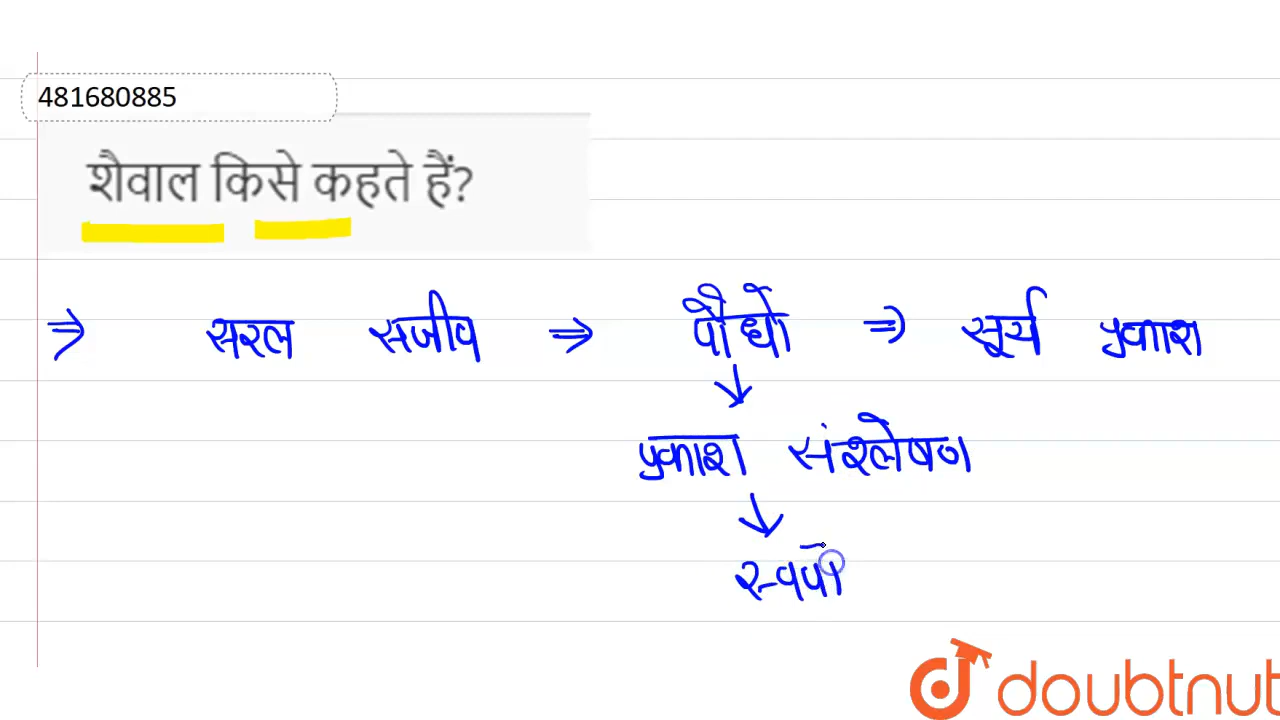 481680885
शैवाल किसे कहते हैं?
⇒ सरल सजीव ⇒ पौधो ⇒ सूर्य प्रकाश
↓
प्रकाश संश्लेषण
↓
स्वपो
doubtnut